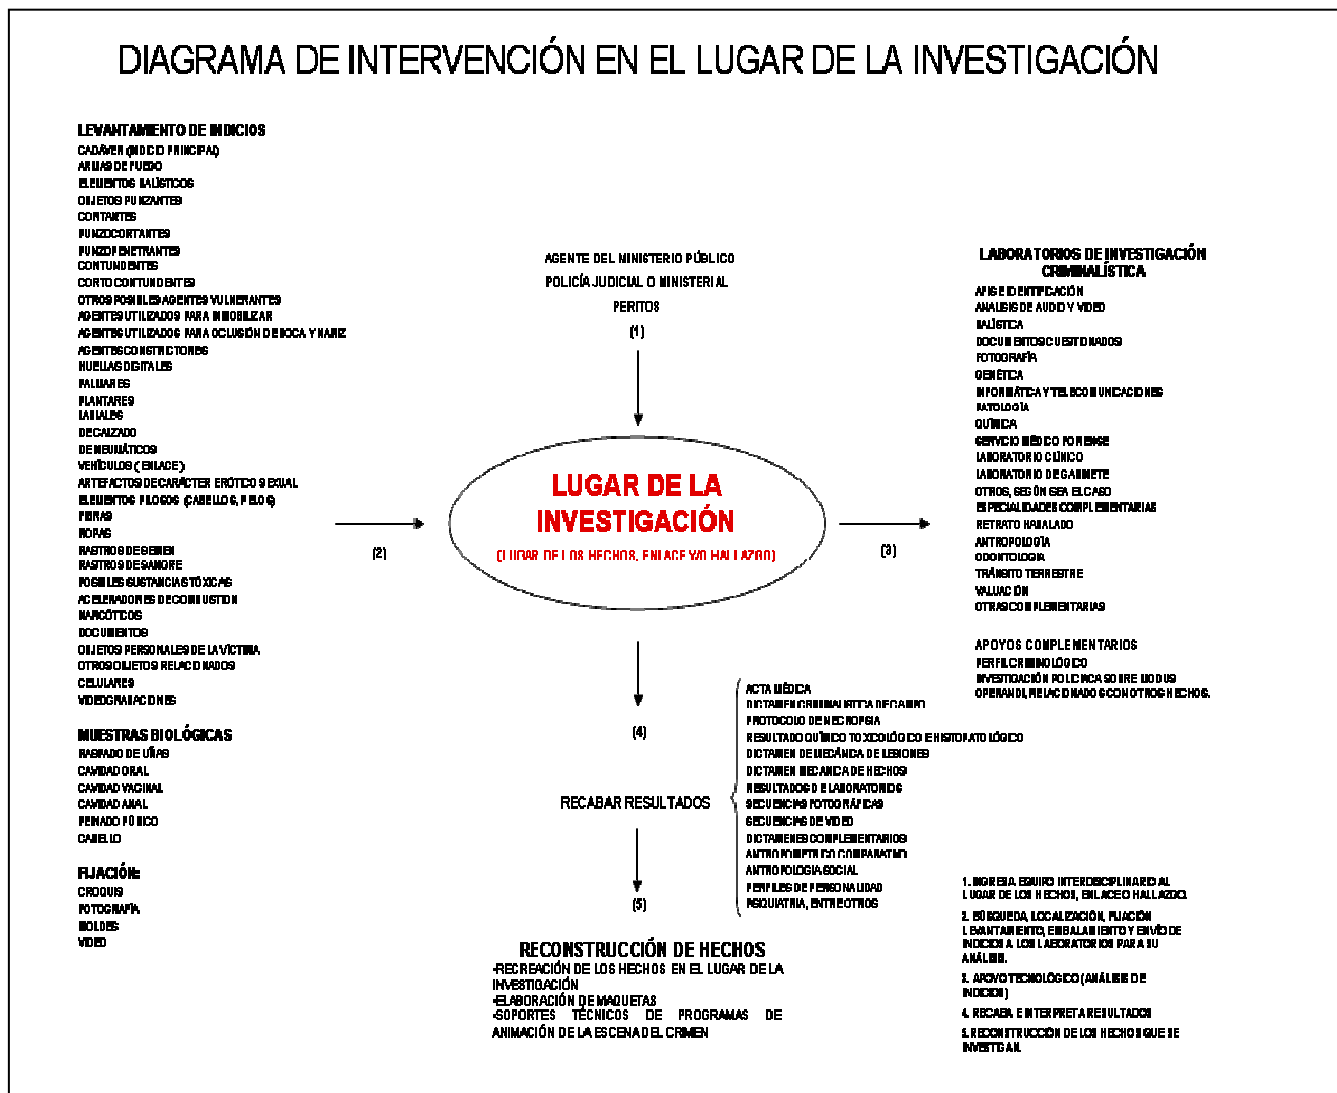 DIAGRAMA DE INTERVENCIÓN EN EL LUGAR DE LA INVESTIGACIÓN
LEVANTAMIENTO DE INDICIOS
CADÁVER (INDICIO PRINCIPAL)
ARMAS DE FUEGO
ELEMENTOS BALÍSTICOS
OBJETOS PUNZANTES
CORTANTES
PUNZOCORTANTES
PUNZOPENETRANTES
CONTUNDENTES
CORTOCONTUNDENTES
OTROS POSIBLES AGENTES VULNERANTES
AGENTES UTILIZADOS PARA INMOBILIZAR
AGENTES UTILIZADOS PARA OCLUSIÓN DE BOCA Y NARIZ
AGENTES CONSTRICTORES
HUELLAS DIGITALES
PALMARES
PLANTARES
LABIALES
DE CALZADO
DE NEUMÁTICOS
VEHÍCULOS (ENLACE)
ARTEFACTOS DE CARÁCTER ERÓTICO SEXUAL
ELEMENTOS PILOSOS (CABELLOS, PELOS)
FIBRAS
ROPAS
RASTROS DE SEMEN
RASTROS DE SANGRE
POSIBLES SUSTANCIAS TÓXICAS
ACELERADORES DE COMBUSTION
NARCÓTICOS
DOCUMENTOS
OBJETOS PERSONALES DE LA VÍCTIMA
OTROS OBJETOS RELACIONADOS
CELULARES
VIDEOGRABACIONES
MUESTRAS BIOLÓGICAS
RASPADO DE UÑAS
CAVIDAD ORAL
CAVIDAD VAGINAL
CAVIDAD ANAL
PEINADO PÚBICO
CABELLO
FIJACIÓN:
CROQUIS
FOTOGRAFÍA
MOLDES
VIDEO
AGENTE DEL MINISTERIO PÚBLICO
POLICÍA JUDICIAL O MINISTERIAL
PERITOS
(1)
(2)
LUGAR DE LA
INVESTIGACIÓN
(LUGAR DE LOS HECHOS, ENLACE Y/O HALLAZGO)
(3)
(4)
RECABAR RESULTADOS
ACTA MÉDICA
DICTAMEN CRIMINALISTICA DE CAMPO
PROTOCOLO DE NECROPSIA
RESULTADO QUÍMICO TOXICOLÓGICO E HISTOPATOLÓGICO
DICTAMEN DE MECÁNICA DE LESIONES
DICTAMEN MECANICA DE HECHOS
RESULTADOS DE LABORATORIOS
SECUENCIAS FOTOGRÁFICAS
SECUENCIAS DE VIDEO
DICTAMENES COMPLEMENTARIOS
ANTROPOMETRICO COMPARATIVO
ANTROPOLOGIA SOCIAL
PERFILES DE PERSONALIDAD
PSIQUIATRIA, ENTRE OTROS
(5)
RECONSTRUCCIÓN DE HECHOS
-RECREACIÓN DE LOS HECHOS EN EL LUGAR DE LA
INVESTIGACIÓN
-ELABORACIÓN DE MAQUETAS
-SOPORTES TÉCNICOS DE PROGRAMAS DE
ANIMACIÓN DE LA ESCENA DEL CRIMEN
LABORATORIOS DE INVESTIGACIÓN
CRIMINALÍSTICA
AFIS E IDENTIFICACIÓN
ANALISIS DE AUDIO Y VIDEO
BALÍSTICA
DOCUMENTOS CUESTIONADOS
FOTOGRAFÍA
GENÉTICA
INFORMÁTICA Y TELECOMUNICACIONES
PATOLOGÍA
QUÍMICA
SERVICIO MÉDICO FORENSE
LABORATORIO CLÍNICO
LABORATORIO DE GABINETE
OTROS, SEGÚN SEA EL CASO
ESPECIALIDADES COMPLEMENTARIAS
RETRATO HABLADO
ANTROPOLOGÍA
ODONTOLOGIA
TRÁNSITO TERRESTRE
VALUACIÓN
OTRAS COMPLEMENTARIAS
APOYOS COMPLEMENTARIOS
PERFIL CRIMINOLÓGICO
INVESTIGACIÓN POLICIACA SOBRE MODUS
OPERANDI, RELACIONADOS CON OTROS HECHOS.
1. INGRESA EQUIPO INTERDISCIPLINARIO AL
LUGAR DE LOS HECHOS, ENLACE O HALLAZGO.
2. BÚSQUEDA, LOCALIZACIÓN, FIJACIÓN
LEVANTAMIENTO, EMBALAMIENTO Y ENVÍO DE
INDICIOS A LOS LABORATORIOS PARA SU
ANÁLISIS.
3. APOYO TECNOLÓGICO (ANÁLISIS DE
INDICIOS)
4. RECABA E INTERPRETA RESULTADOS
5. RECONSTRUCCIÓN DE LOS HECHOS QUE SE
INVESTIGAN.